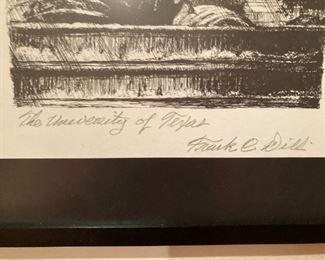 The University of Texas
Frank C. Dill